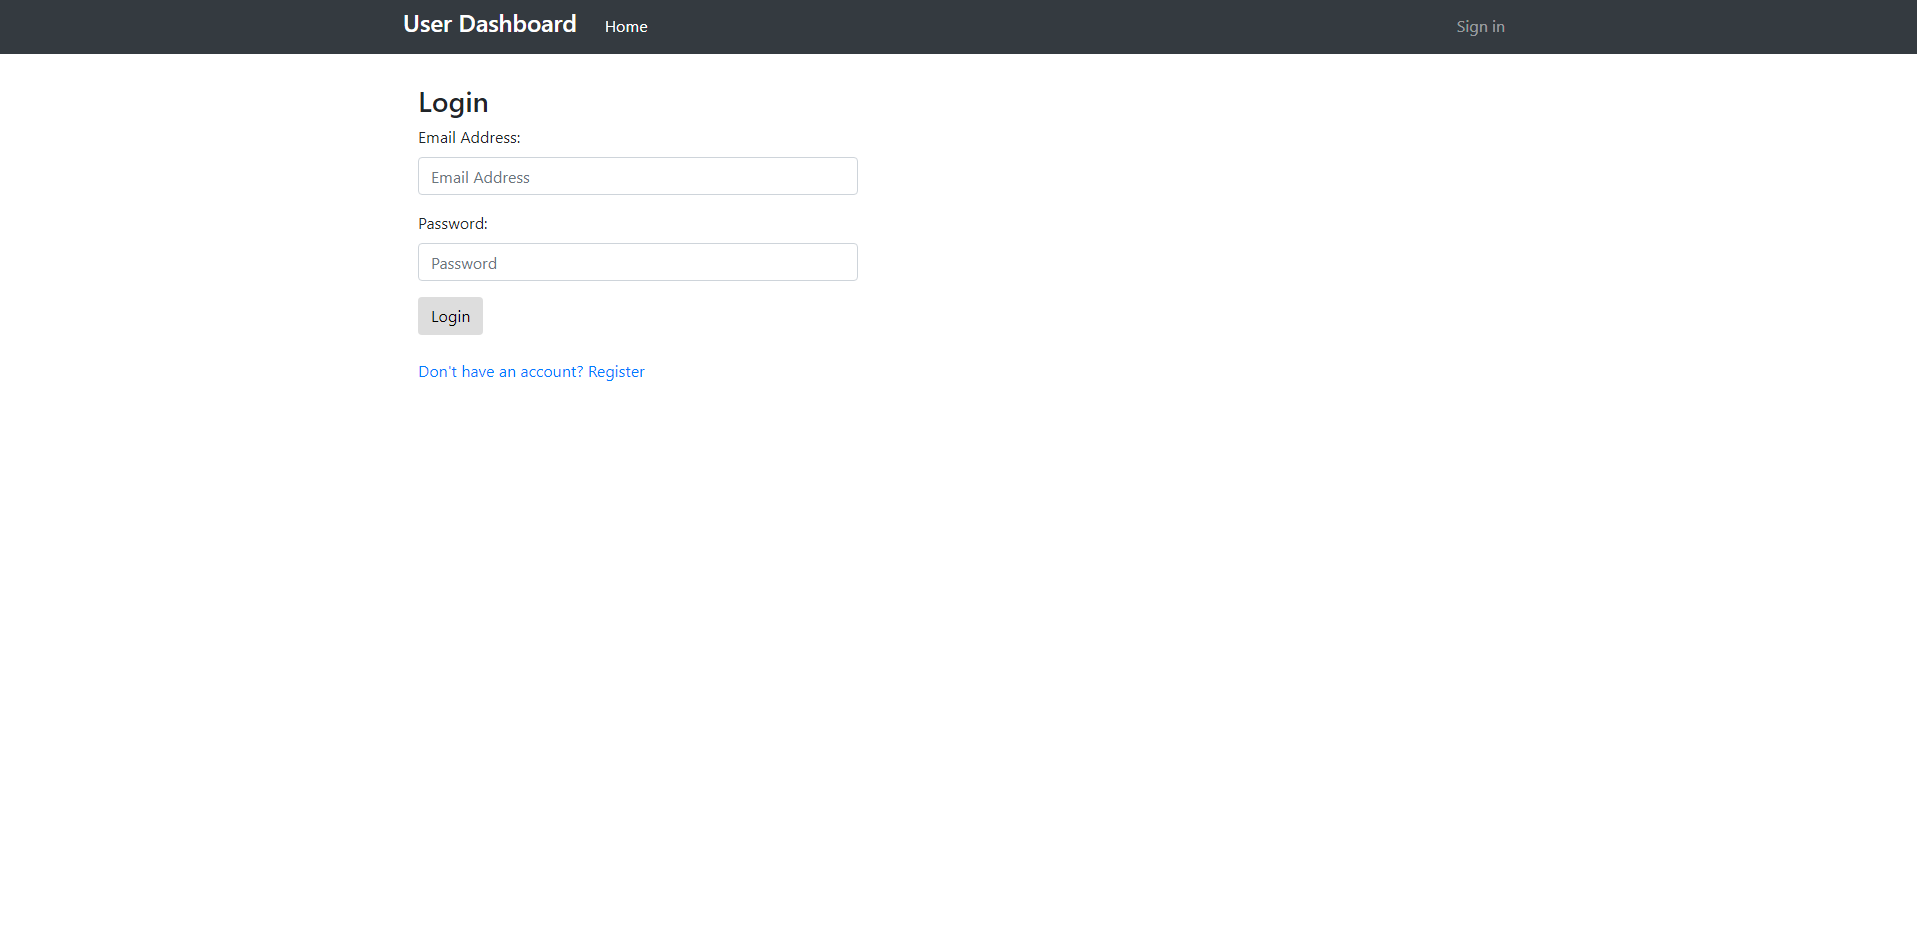 User Dashboard Home Sign in
Login
Email Address:
Email Address
Password:
Password
Login
Don't have an account? Register